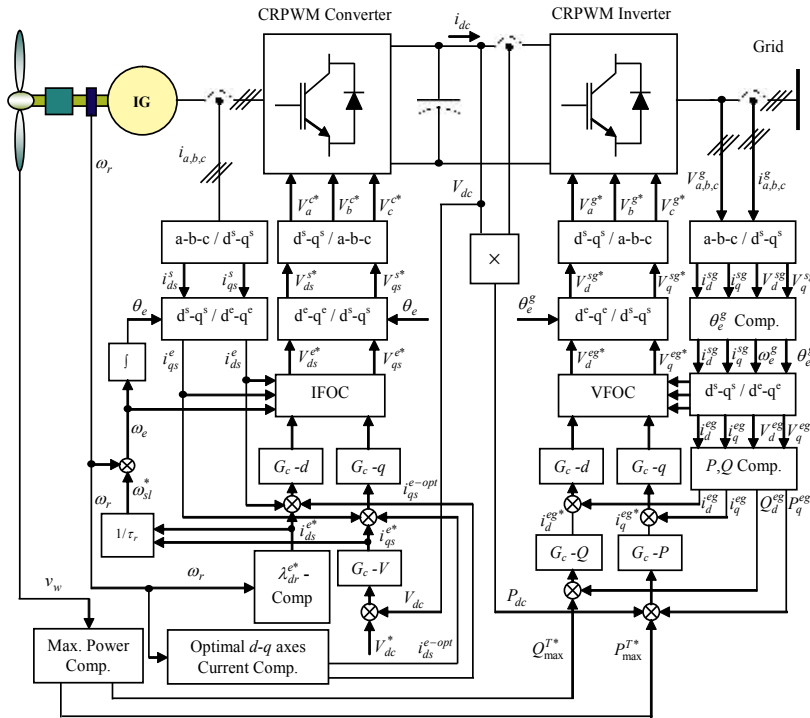 CRPWM Converter
i_dc
CRPWM Inverter
Grid
IG
ω_r
i_a,b,c
V_a^c*
V_b^c*
V_c^c*
V_dc
V_a^g*
V_b^g*
V_c^g*
V_a,b,c^g
i_a,b,c^g
a-b-c / d^s-q^s
d^s-q^s / a-b-c
×
d^s-q^s / a-b-c
a-b-c / d^s-q^s
i_ds^s
i_qs^s
V_ds^s*
V_qs^s*
V_d^sg*
V_q^sg*
i_d^sg
i_q^sg
V_d^sg
V_q^sg
θ_e
d^s-q^s / d^e-q^e
d^e-q^e / d^s-q^s
θ_e
θ_e^g
d^e-q^e / d^s-q^s
θ_e^g Comp.
∫
i_qs^e
i_ds^e
V_ds^e*
V_qs^e*
V_d^eg*
V_q^eg*
i_d^sg
i_q^sg
ω_e^g
θ_e^g
IFOC
VFOC
d^s-q^s / d^e-q^e
ω_e
i_d^eg
i_q^eg
V_d^eg
V_q^eg
G_c -d
G_c -q
G_c -d
G_c -q
P,Q Comp.
ω_r
ω_sl^*
i_qs^e-opt
i_d^eg
i_q^eg
Q_d^eg
P_q^eg
1/τ_r
i_ds^e*
i_qs^e*
i_d^eg*
i_q^eg*
λ_dr^e* -
Comp
G_c -V
G_c -Q
G_c -P
v_w
ω_r
V_dc
P_dc
Max. Power
Comp.
Optimal d-q axes
Current Comp.
V_dc^*
i_ds^e-opt
Q_max^T*
P_max^T*